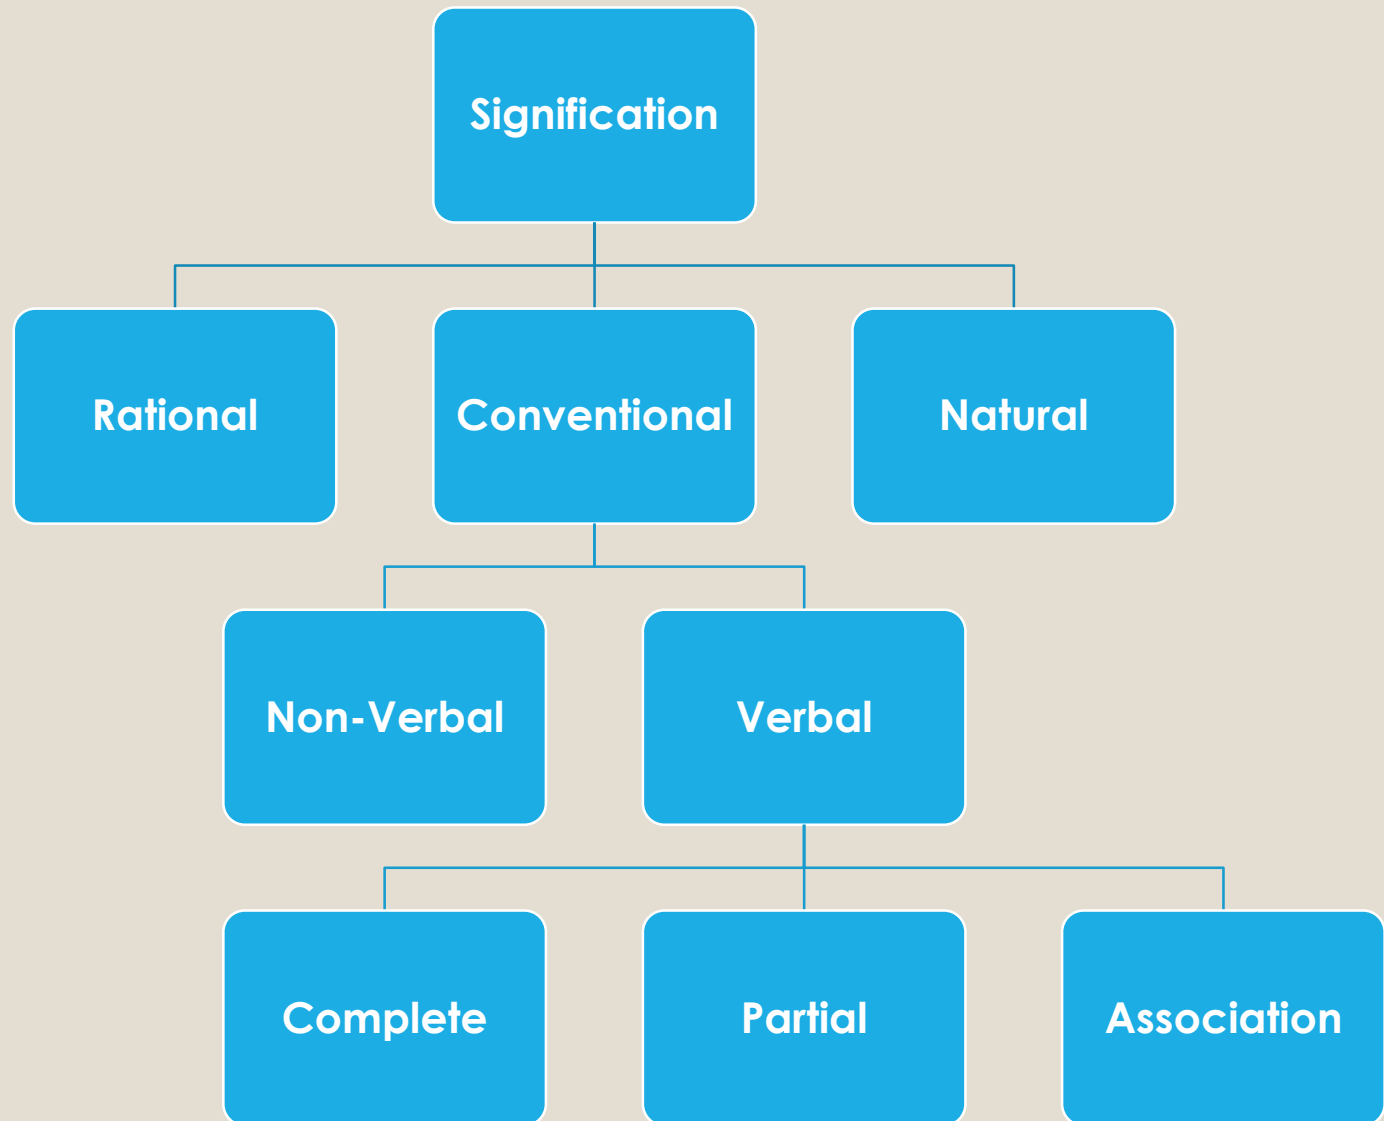 Signification
Rational
Conventional
Natural
Non-Verbal
Verbal
Complete
Partial
Association